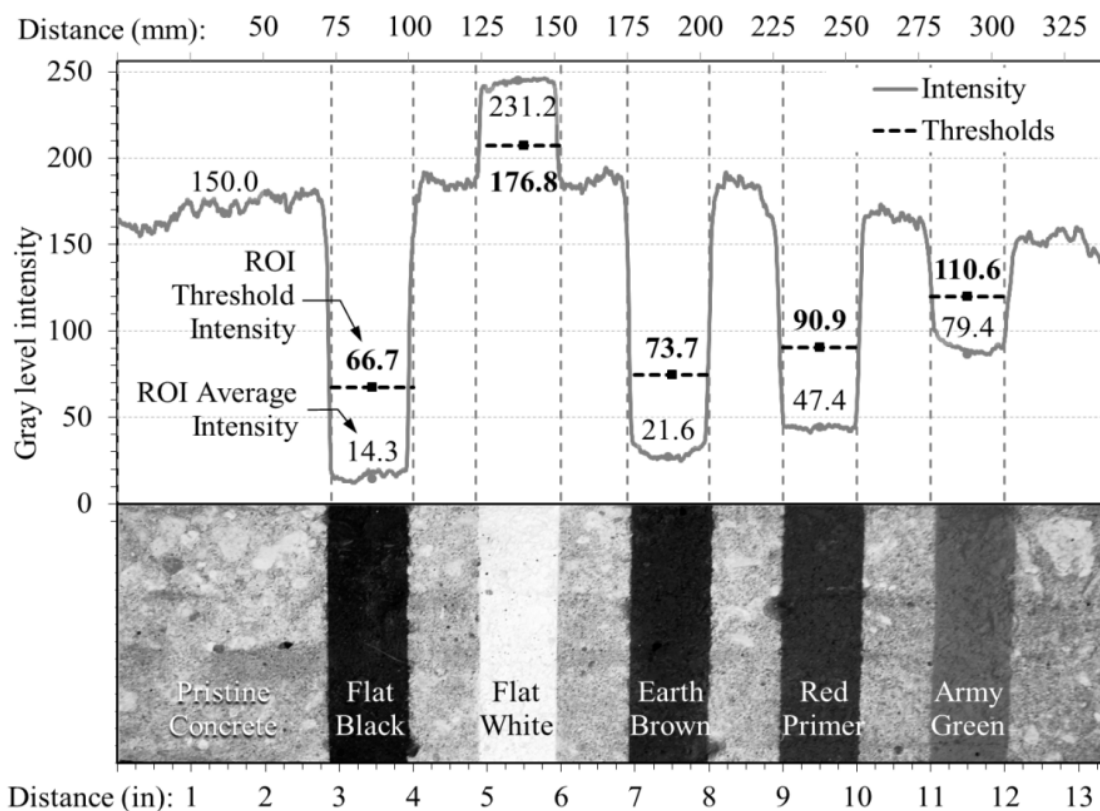 Distance (mm): 50 75 100 125 150 175 200 225 250 275 300 325
250
200
150
100
50
0
Gray level intensity
Intensity
Thresholds
231.2
176.8
150.0
ROI
Threshold
Intensity
66.7
ROI Average
Intensity
14.3
73.7
21.6
90.9
47.4
110.6
79.4
Pristine
Concrete
Flat
Black
Flat
White
Earth
Brown
Red
Primer
Army
Green
Distance (in): 1 2 3 4 5 6 7 8 9 10 11 12 13